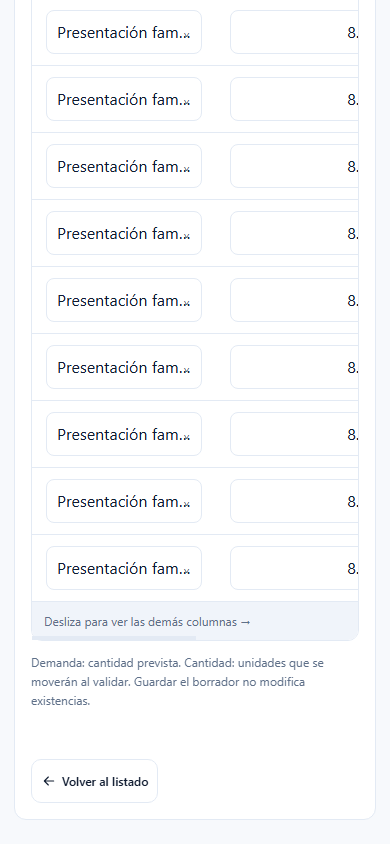 Presentación fam... 8.
Presentación fam... 8.
Presentación fam... 8.
Presentación fam... 8.
Presentación fam... 8.
Presentación fam... 8.
Presentación fam... 8.
Presentación fam... 8.
Presentación fam... 8.
Desliza para ver las demás columnas →
Demanda: cantidad prevista. Cantidad: unidades que se
moverán al validar. Guardar el borrador no modifica
existencias.
← Volver al listado